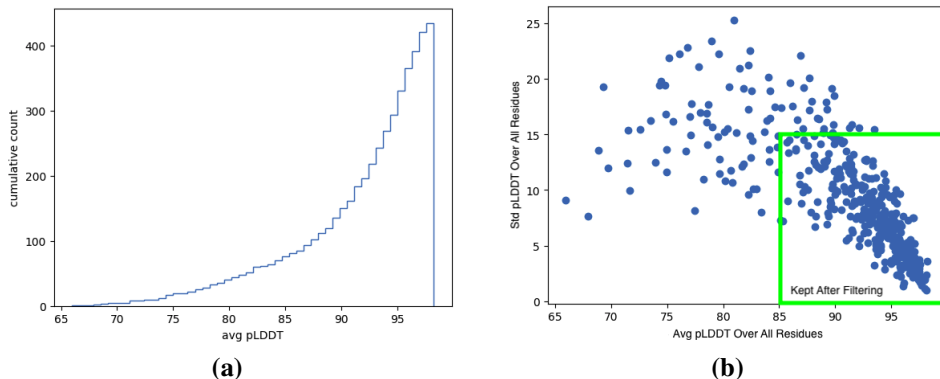 400
300
200
100
0
cumulative count
65 70 75 80 85 90 95
avg pLDDT
(a)
25
20
15
10
5
0
Std pLDDT Over All Residues
Kept After Filtering
65 70 75 80 85 90 95
Avg pLDDT Over All Residues
(b)